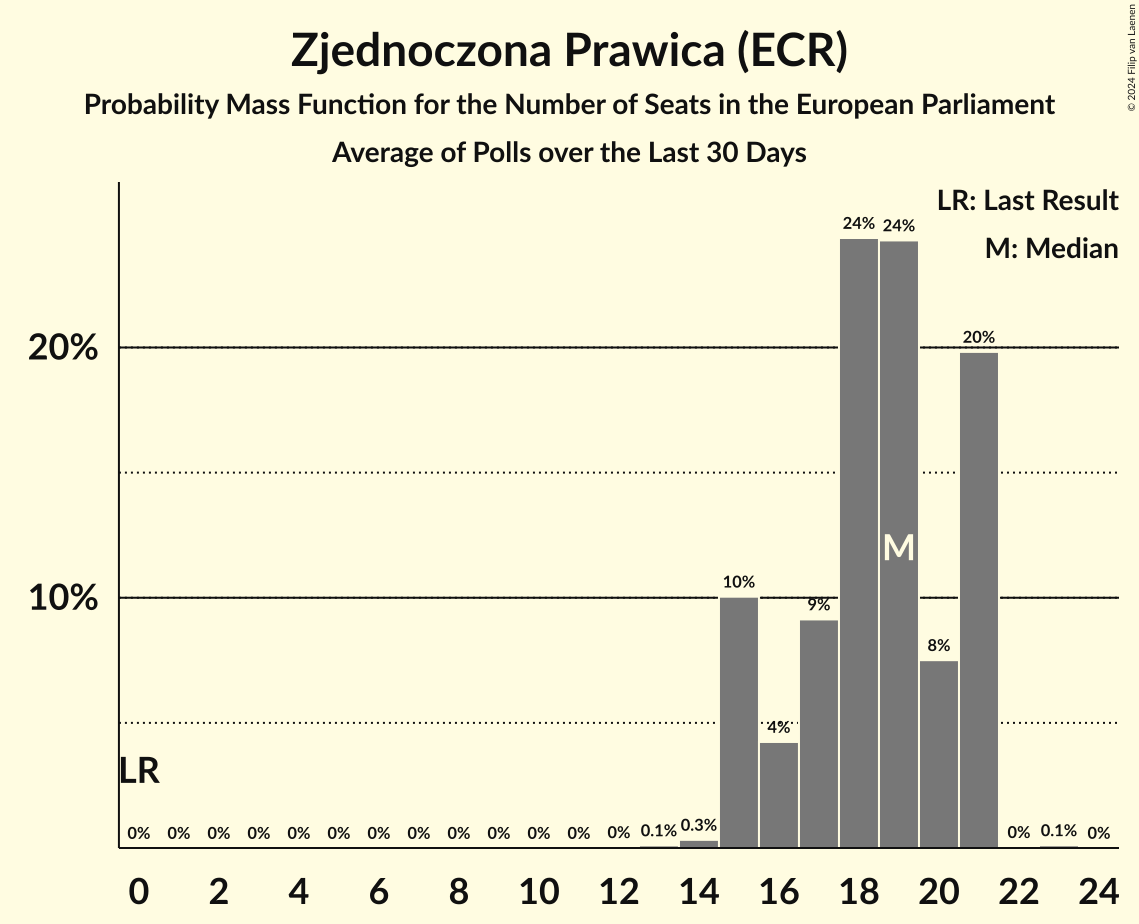 Zjednoczona Prawica (ECR)
Probability Mass Function for the Number of Seats in the European Parliament
Average of Polls over the Last 30 Days
© 2024 Filip van Laenen
LR: Last Result
M: Median
24% 24%
20% 20%
M
10% 10%
9%
8%
4%
LR
0% 0% 0% 0% 0% 0% 0% 0% 0% 0% 0% 0% 0% 0.1% 0.3% 0% 0.1% 0%
0 2 4 6 8 10 12 14 16 18 20 22 24